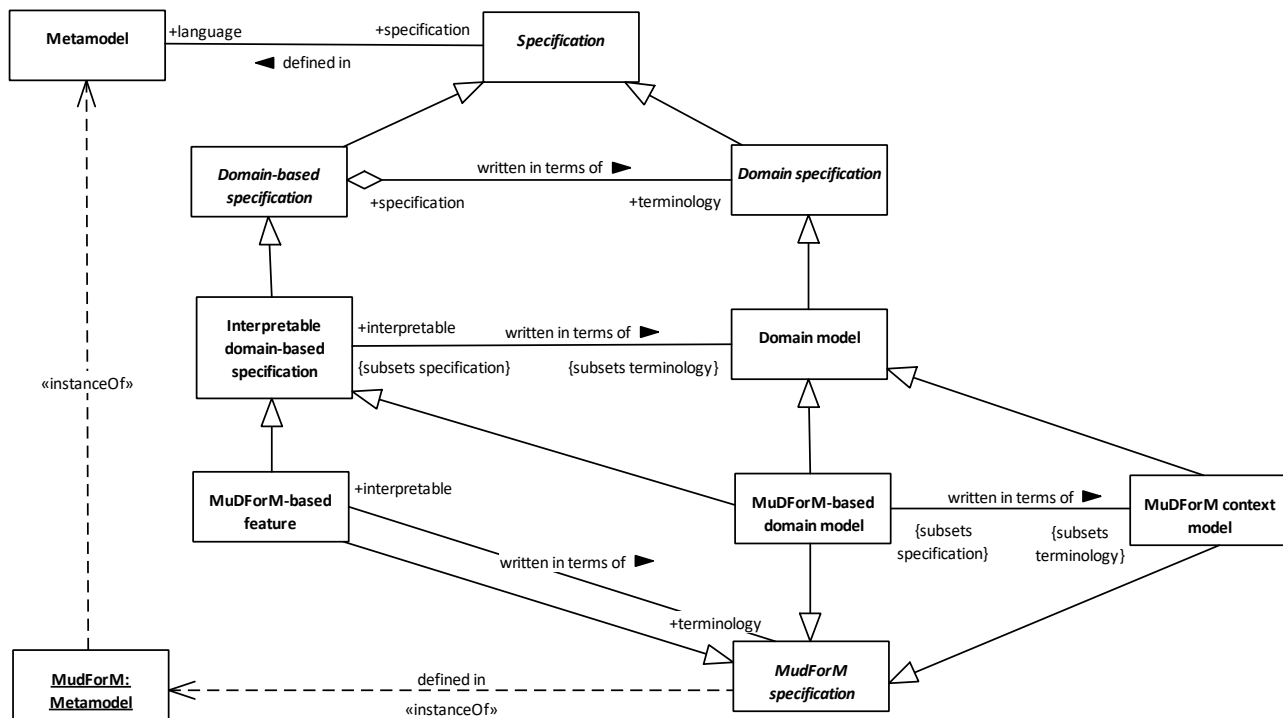 Metamodel
+language
+specification
◄ defined in
Specification
Domain-based
specification
written in terms of ►
+specification
+terminology
Domain specification
Interpretable
domain-based
specification
+interpretable
written in terms of ►
{subsets specification}
{subsets terminology}
Domain model
«instanceOf»
MuDForM-based
feature
+interpretable
written in terms of ►
+terminology
MuDForM-based
domain model
written in terms of ►
{subsets
specification}
{subsets
terminology}
MuDForM context
model
MudForM:
Metamodel
defined in
«instanceOf»
MudForM
specification